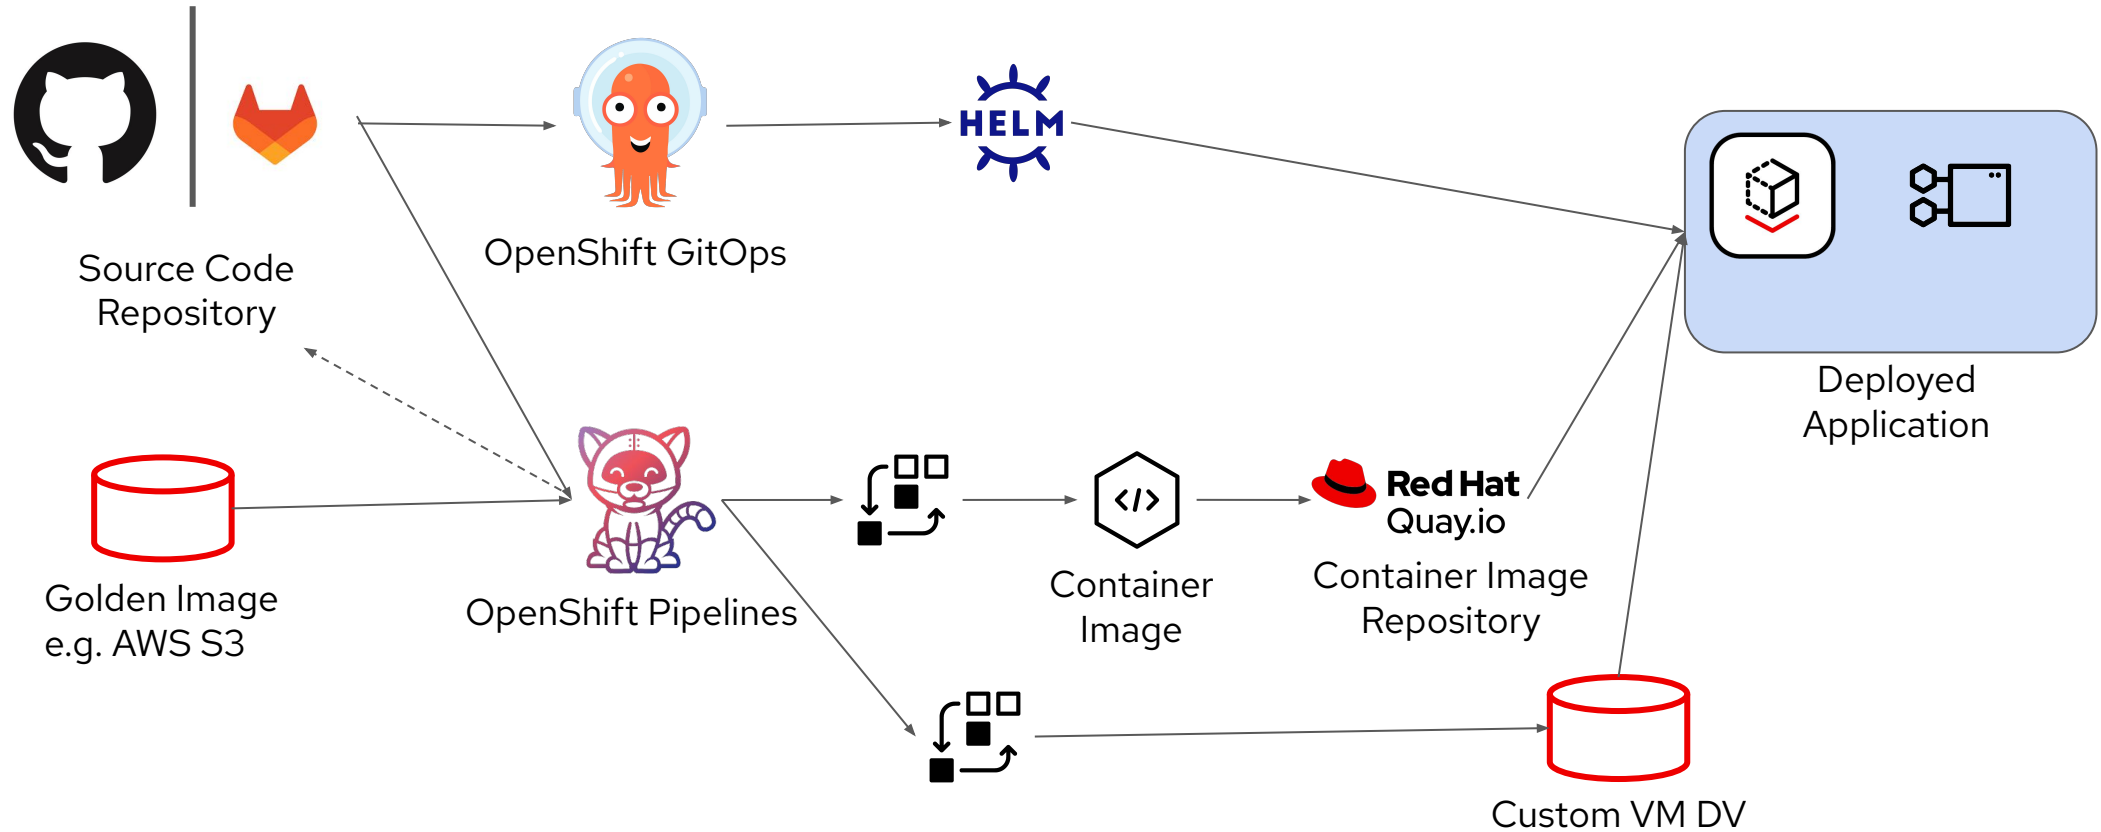 HELM
OpenShift GitOps
Source Code
Repository
Deployed
Application
Red Hat
Quay.io
Golden Image
e.g. AWS S3
OpenShift Pipelines
Container
Image
Container Image
Repository
Custom VM DV